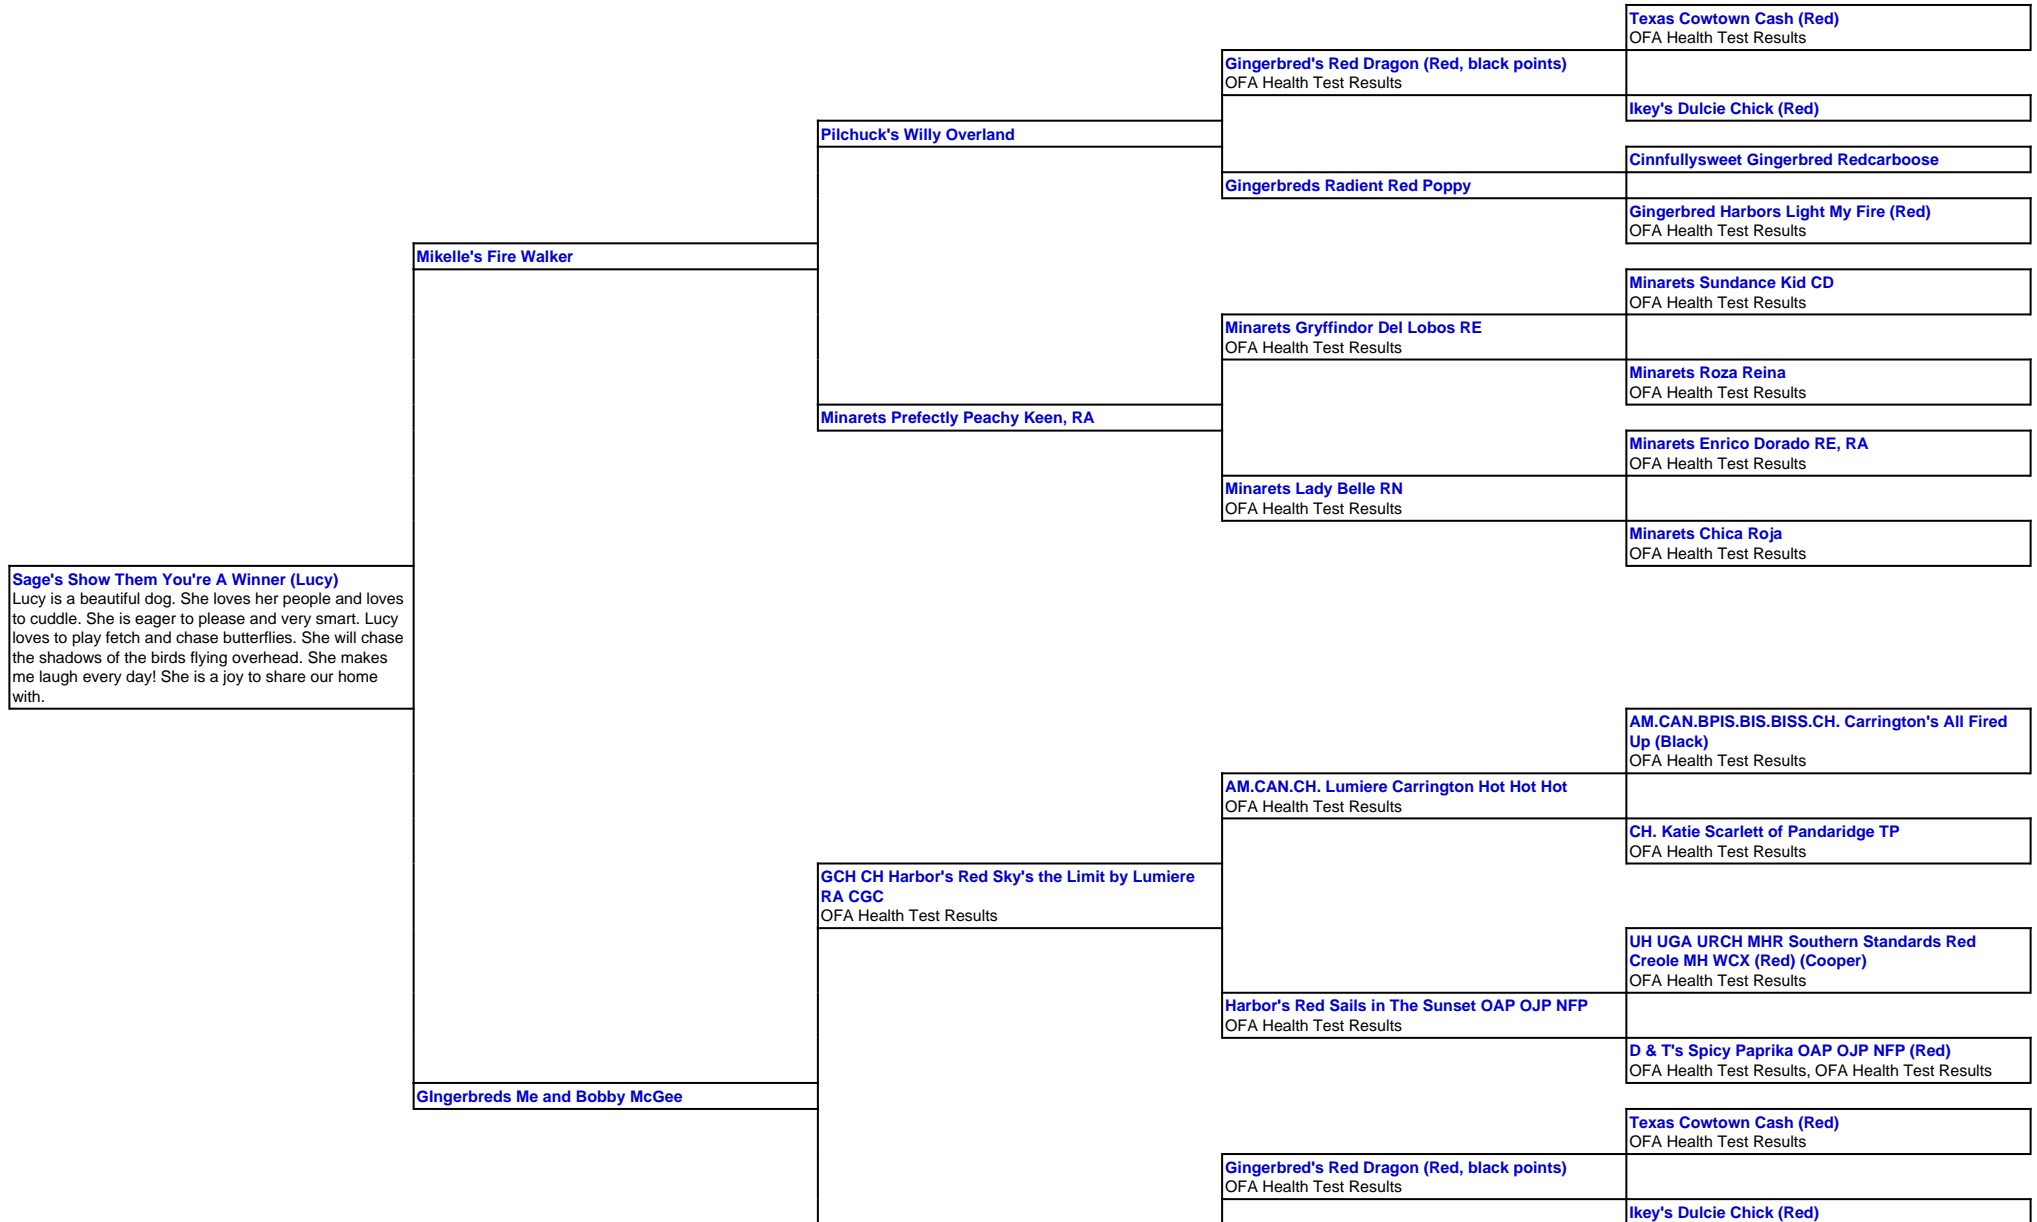 Texas Cowtown Cash (Red)
OFA Health Test Results
Gingerbred's Red Dragon (Red, black points)
OFA Health Test Results
Ikey's Dulcie Chick (Red)
Pilchuck's Willy Overland
Cinnfullysweet Gingerbred Redcarboose
Gingerbreds Radient Red Poppy
Gingerbred Harbors Light My Fire (Red)
OFA Health Test Results
Mikelle's Fire Walker
Minarets Sundance Kid CD
OFA Health Test Results
Minarets Gryffindor Del Lobos RE
OFA Health Test Results
Minarets Roza Reina
OFA Health Test Results
Minarets Prefectly Peachy Keen, RA
Minarets Enrico Dorado RE, RA
OFA Health Test Results
Minarets Lady Belle RN
OFA Health Test Results
Minarets Chica Roja
OFA Health Test Results
Sage's Show Them You're A Winner (Lucy)
Lucy is a beautiful dog. She loves her people and loves
to cuddle. She is eager to please and very smart. Lucy
loves to play fetch and chase butterflies. She will chase
the shadows of the birds flying overhead. She makes
me laugh every day! She is a joy to share our home
with.
AM.CAN.BPIS.BIS.BISS.CH. Carrington's All Fired
Up (Black)
OFA Health Test Results
AM.CAN.CH. Lumiere Carrington Hot Hot Hot
OFA Health Test Results
CH. Katie Scarlett of Pandaridge TP
OFA Health Test Results
GCH CH Harbor's Red Sky's the Limit by Lumiere
RA CGC
OFA Health Test Results
UH UGA URCH MHR Southern Standards Red
Creole MH WCX (Red) (Cooper)
OFA Health Test Results
Harbor's Red Sails in The Sunset OAP OJP NFP
OFA Health Test Results
D & T's Spicy Paprika OAP OJP NFP (Red)
OFA Health Test Results, OFA Health Test Results
GIngerbreds Me and Bobby McGee
Texas Cowtown Cash (Red)
OFA Health Test Results
Gingerbred's Red Dragon (Red, black points)
OFA Health Test Results
Ikey's Dulcie Chick (Red)